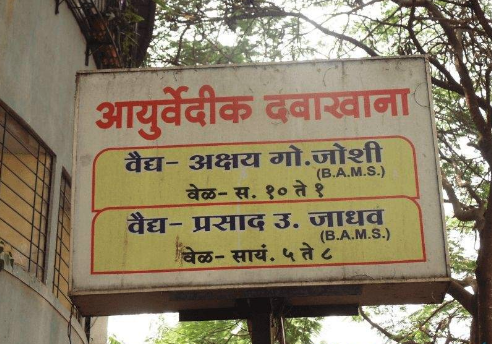 आयुर्वेदीक दवाखाना
वैद्य- अक्षय गो. जोशी
(B.A.M.S.)
वेळ- स. १० ते १
वैद्य- प्रसाद उ. जाधव
(B.A.M.S.)
वेळ- सायं. ५ ते ८